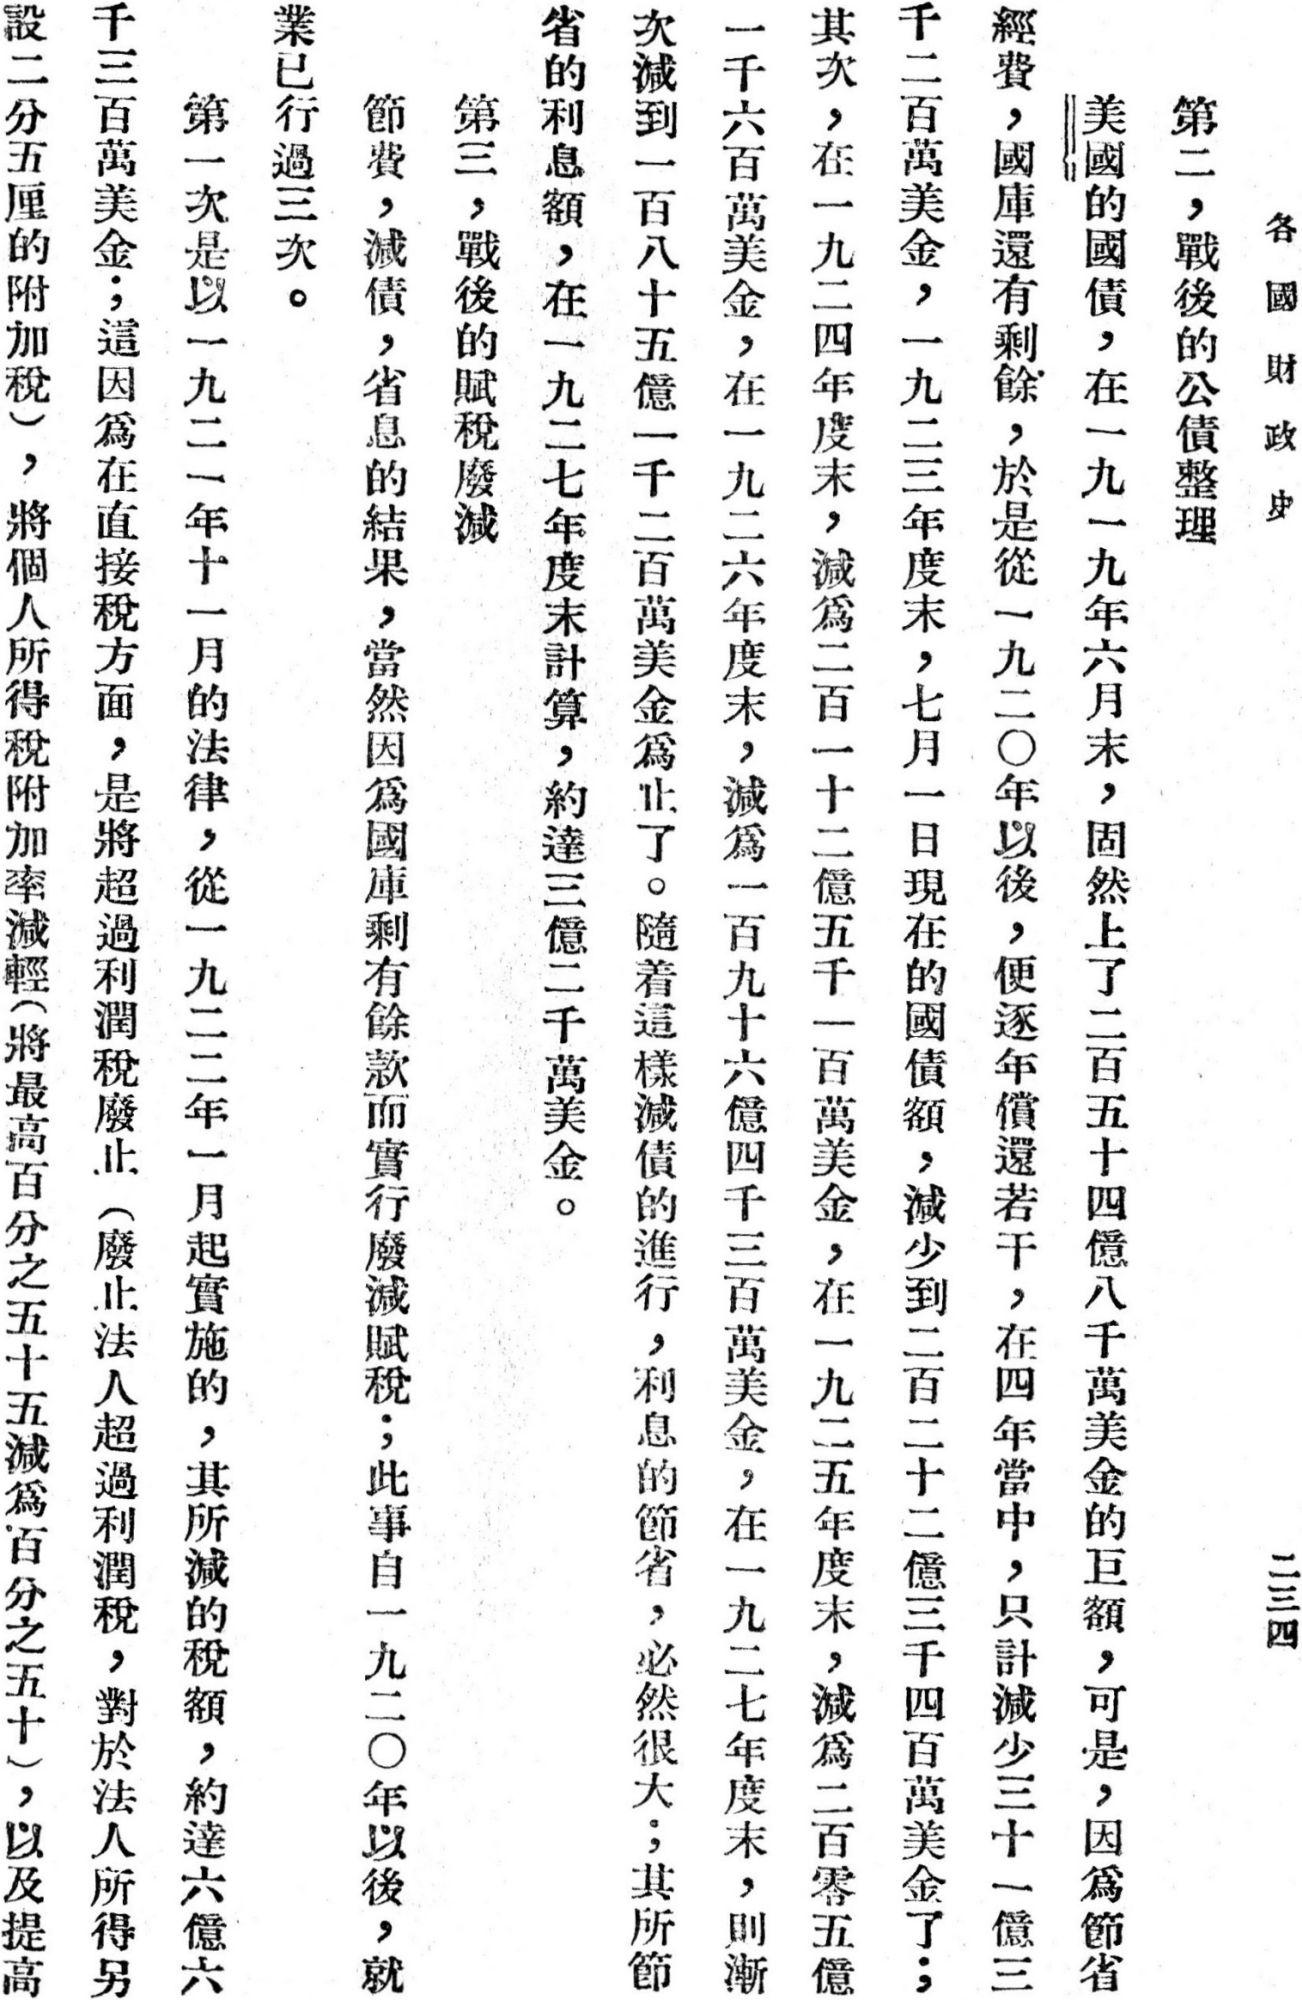 各國財政史
二三四
第二，戰後的公債整理
美國的國債，在一九一九年六月末，固然上了二百五十四億八千萬美金的巨額，可是，因爲節省
經費，國庫還有剩餘，於是從一九二〇年以後，便逐年償還若干，在四年當中，只計減少三十一億三
千二百萬美金，一九二三年度末，七月一日現在的國債額，減少到二百二十二億三千四百萬美金了；
其次，在一九二四年度末，減爲二百一十二億五千一百萬美金，在一九二五年度末，減爲二百零五億
一千六百萬美金，在一九二六年度末，減爲一百九十六億四千三百萬美金，在一九二七年度末，則漸
次減到一百八十五億一千二百萬美金爲止了。隨着這樣減債的進行，利息的節省，必然很大；其所節
省的利息額，在一九二七年度末計算，約達三億二千萬美金。
第三，戰後的賦稅廢減
節費，減債，省息的結果，當然因爲國庫剩有餘款而實行廢減賦稅；此事自一九二〇年以後，就
業已行過三次。
第一次是以一九二一年十一月的法律，從一九二二年一月起實施的，其所減的稅額，約達六億六
千三百萬美金；這因爲在直接稅方面，是將超過利潤稅廢止（廢止法人超過利潤稅，對於法人所得另
設二分五厘的附加稅），將個人所得稅附加率減輕（將最高百分之五十五減爲百分之五十），以及提高